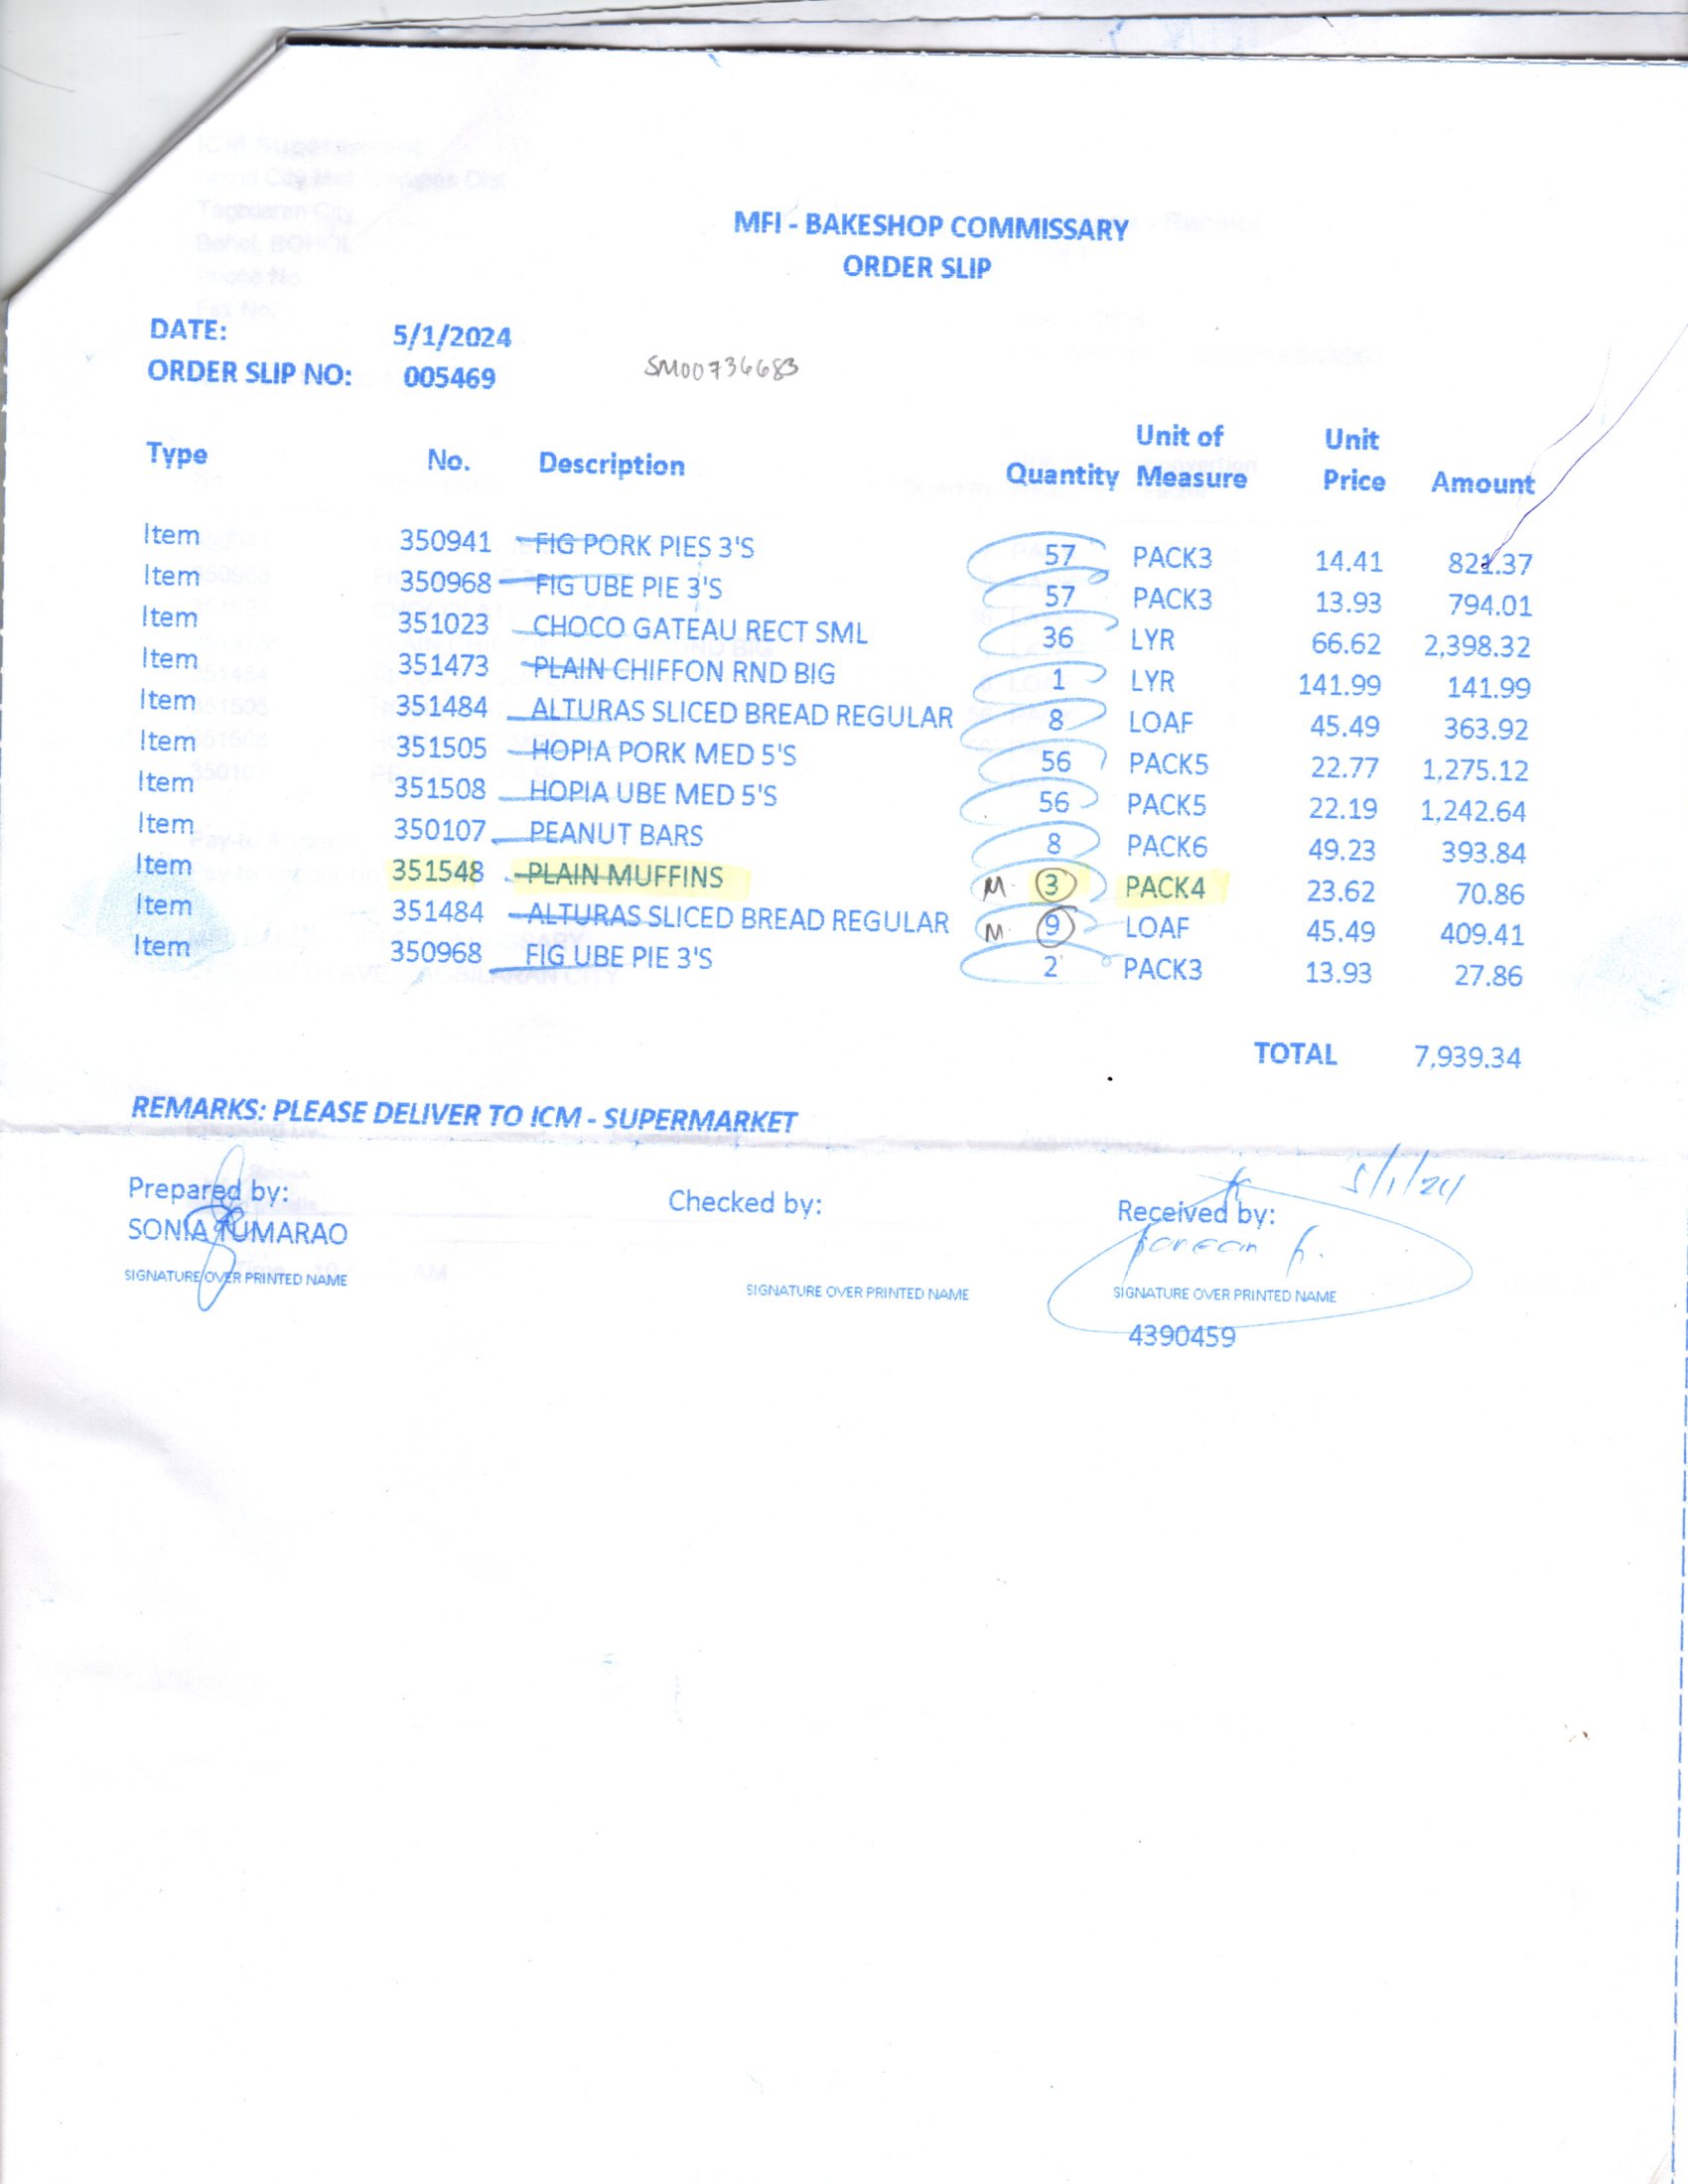 MFI - BAKESHOP COMMISSARY
ORDER SLIP
DATE: 5/1/2024
ORDER SLIP NO: 005469 SM00736683
Type No. Description Quantity Unit of Measure Unit Price Amount
Item 350941 FIG PORK PIES 3'S 57 PACK3 14.41 821.37
Item 350968 FIG UBE PIE 3'S 57 PACK3 13.93 794.01
Item 351023 CHOCO GATEAU RECT SML 36 LYR 66.62 2,398.32
Item 351473 PLAIN CHIFFON RND BIG 1 LYR 141.99 141.99
Item 351484 ALTURAS SLICED BREAD REGULAR 8 LOAF 45.49 363.92
Item 351505 HOPIA PORK MED 5'S 56 PACK5 22.77 1,275.12
Item 351508 HOPIA UBE MED 5'S 56 PACK5 22.19 1,242.64
Item 350107 PEANUT BARS 8 PACK6 49.23 393.84
Item 351548 PLAIN MUFFINS M. 3 PACK4 23.62 70.86
Item 351484 ALTURAS SLICED BREAD REGULAR M. 9 LOAF 45.49 409.41
Item 350968 FIG UBE PIE 3'S 2 PACK3 13.93 27.86
TOTAL 7,939.34
REMARKS: PLEASE DELIVER TO ICM - SUPERMARKET
5/1/24
Prepared by: Checked by: Received by:
SONIA TUMARAO
SIGNATURE OVER PRINTED NAME SIGNATURE OVER PRINTED NAME SIGNATURE OVER PRINTED NAME
4390459